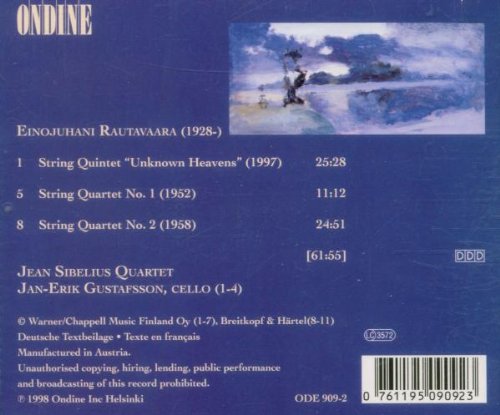 ONDINE
EINOJUHANI RAUTAVAARA (1928-)
1 String Quintet “Unknown Heavens” (1997) 25:28
5 String Quartet No. 1 (1952) 11:12
8 String Quartet No. 2 (1958) 24:51
[61:55]
DDD
JEAN SIBELIUS QUARTET
JAN-ERIK GUSTAFSSON, CELLO (1-4)
© Warner/Chappell Music Finland Oy (1-7), Breitkopf & Härtel(8-11)
Deutsche Textbeilage • Texte en français
Manufactured in Austria.
Unauthorised copying, hiring, lending, public performance
and broadcasting of this record prohibited.
℗ 1998 Ondine Inc Helsinki
ODE 909-2
LC 3572
0 761195 090923